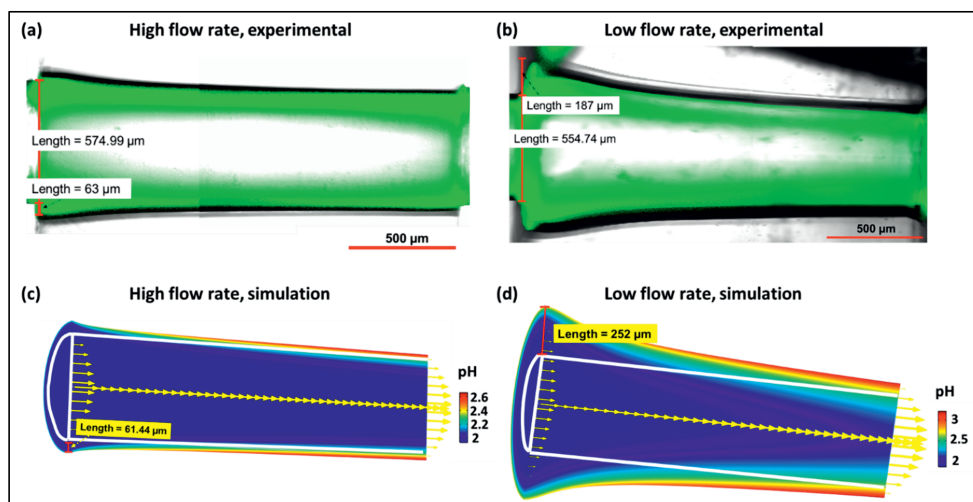 (a) High flow rate, experimental
(b) Low flow rate, experimental
Length = 574.99 µm
Length = 63 µm
500 µm
Length = 187 µm
Length = 554.74 µm
500 µm
(c) High flow rate, simulation
(d) Low flow rate, simulation
Length = 61.44 µm
pH
2.6
2.4
2.2
2
Length = 252 µm
pH
3
2.5
2